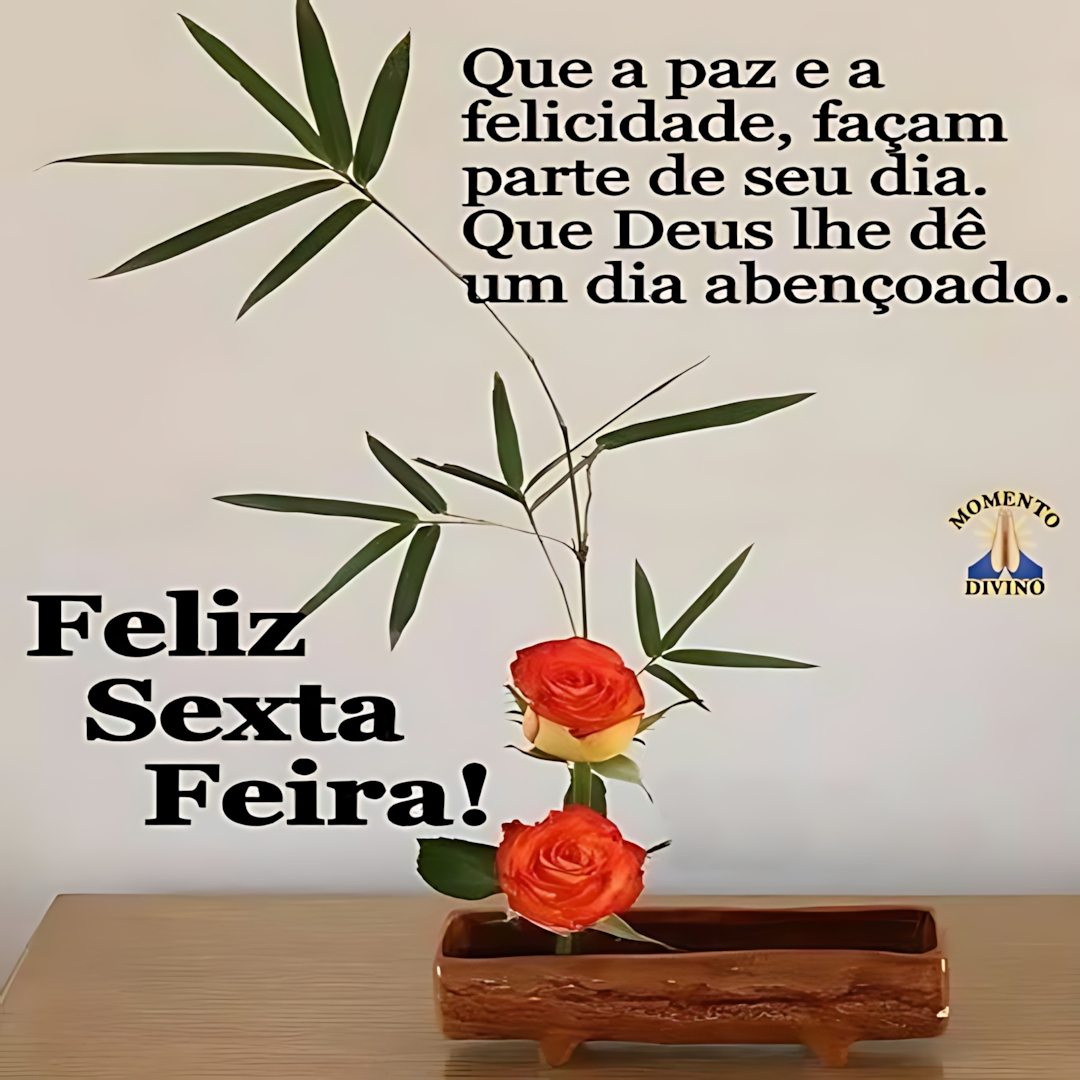 Que a paz e a
felicidade, façam
parte de seu dia.
Que Deus lhe dê
um dia abençoado.
MOMENTO
DIVINO
Feliz
Sexta
Feira!